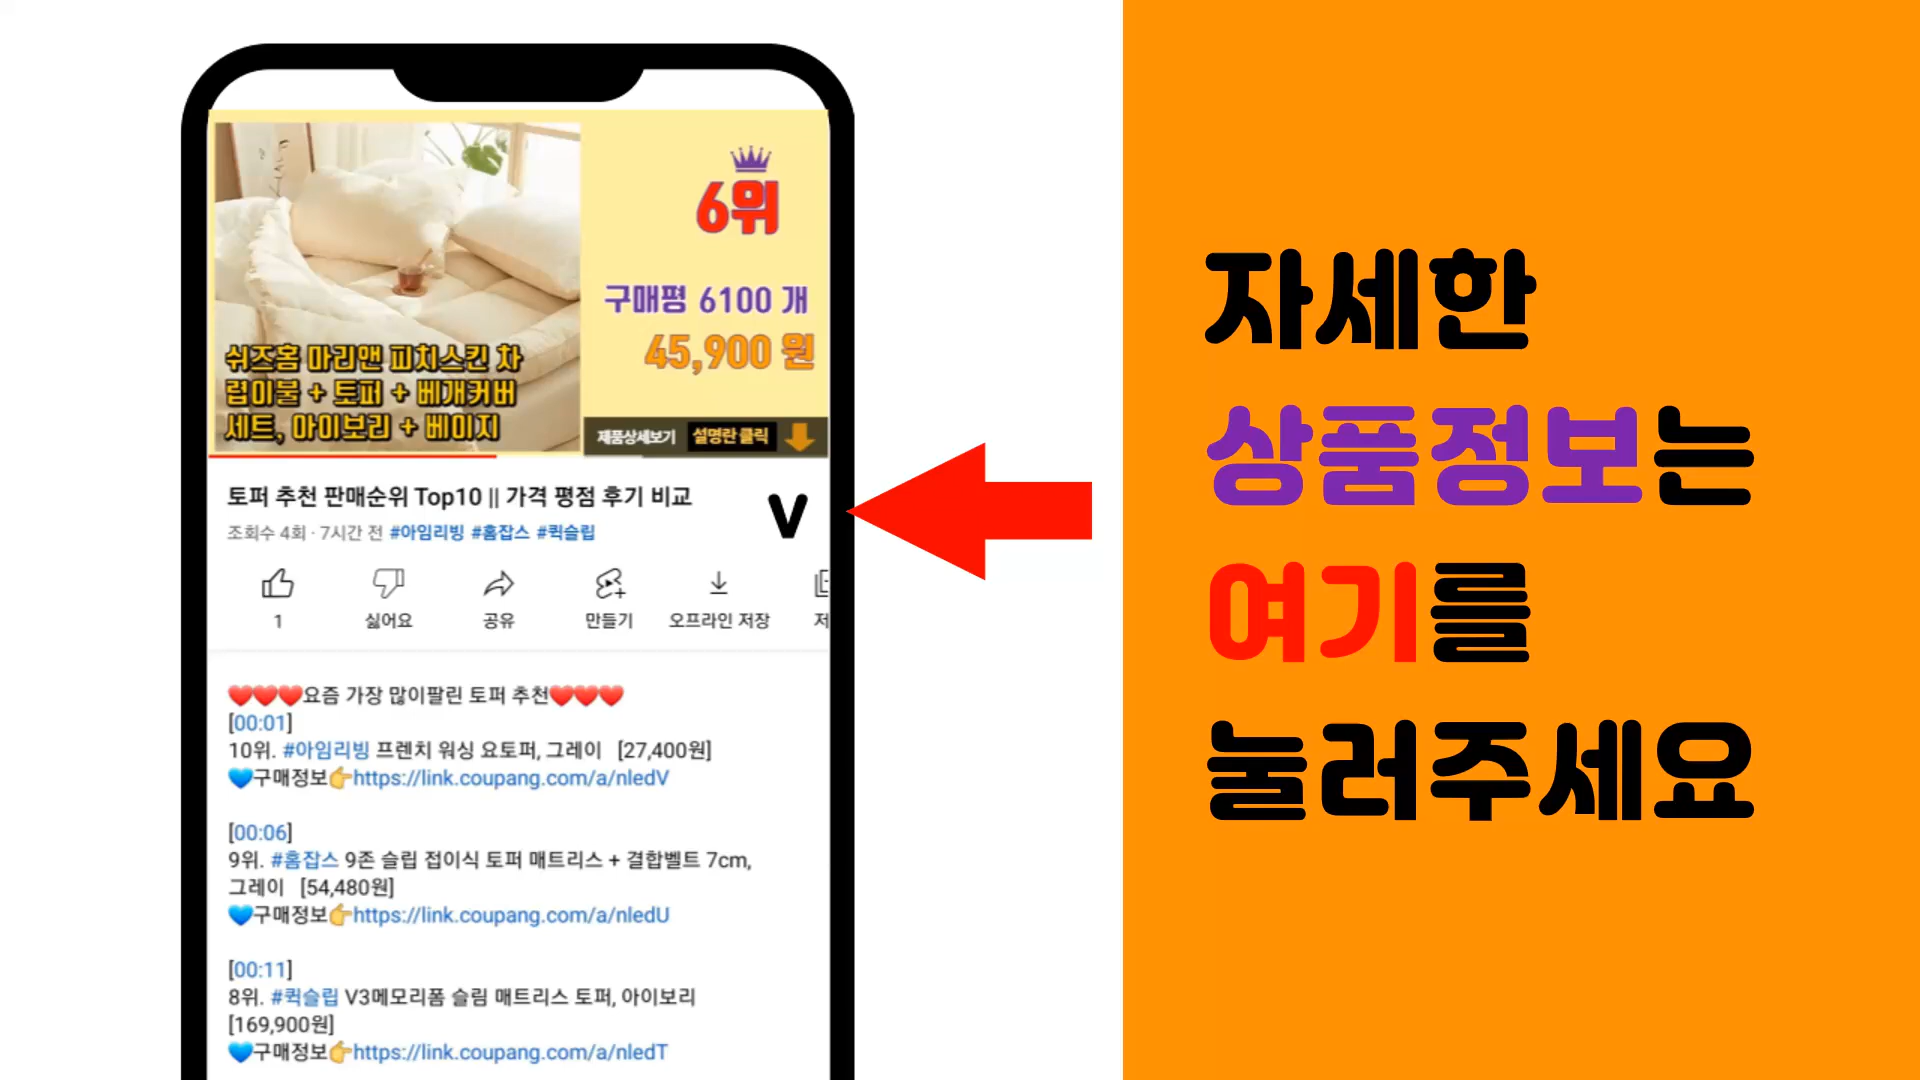 6위
구매평 6100 개
45,900 원
쉬즈홈 마리앤 피치스킨 차
렵이불 + 토퍼 + 베개커버
세트, 아이보리 + 베이지
제품상세보기 설명란 클릭
토퍼 추천 판매순위 Top10 || 가격 평점 후기 비교
V
조회수 4회 · 7시간 전 #아임리빙 #홈잡스 #퀵슬립
1 싫어요 공유 만들기 오프라인 저장 저
❤❤❤요즘 가장 많이팔린 토퍼 추천❤❤❤
[00:01]
10위. #아임리빙 프렌치 워싱 요토퍼, 그레이 [27,400원]
💙구매정보👉https://link.coupang.com/a/nledV
[00:06]
9위. #홈잡스 9존 슬립 접이식 토퍼 매트리스 + 결합벨트 7cm,
그레이 [54,480원]
💙구매정보👉https://link.coupang.com/a/nledU
[00:11]
8위. #퀵슬립 V3메모리폼 슬림 매트리스 토퍼, 아이보리
[169,900원]
💙구매정보👉https://link.coupang.com/a/nledT
자세한
상품정보는
여기를
눌러주세요